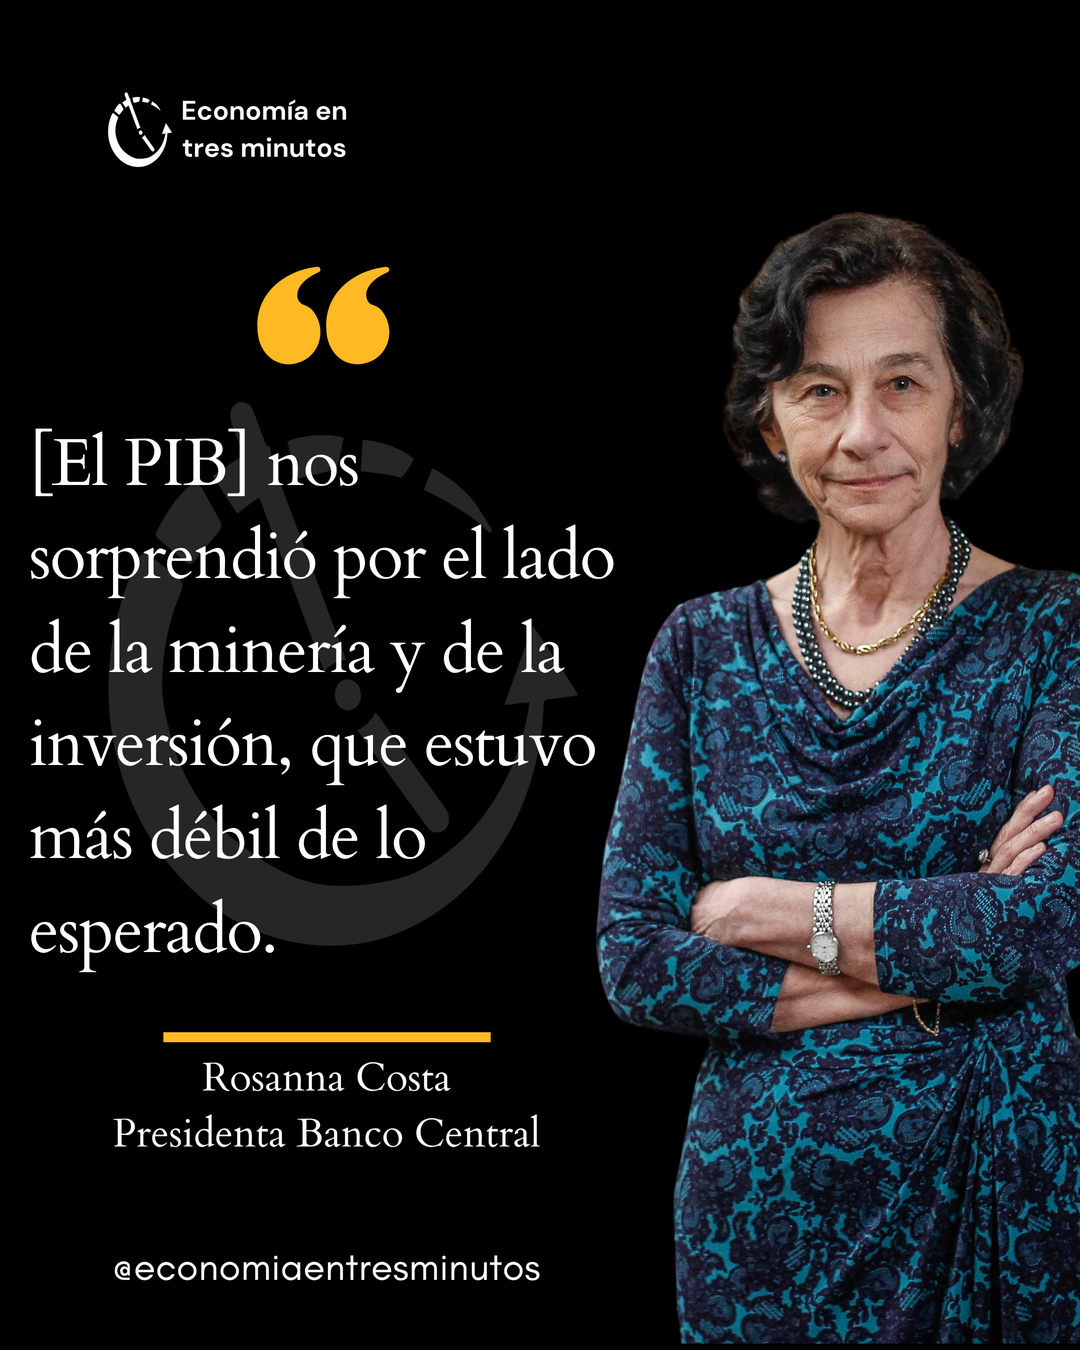 Economía en
tres minutos
[El PIB] nos
sorprendió por el lado
de la minería y de la
inversión, que estuvo
más débil de lo
esperado.
Rosanna Costa
Presidenta Banco Central
@economiaentresminutos